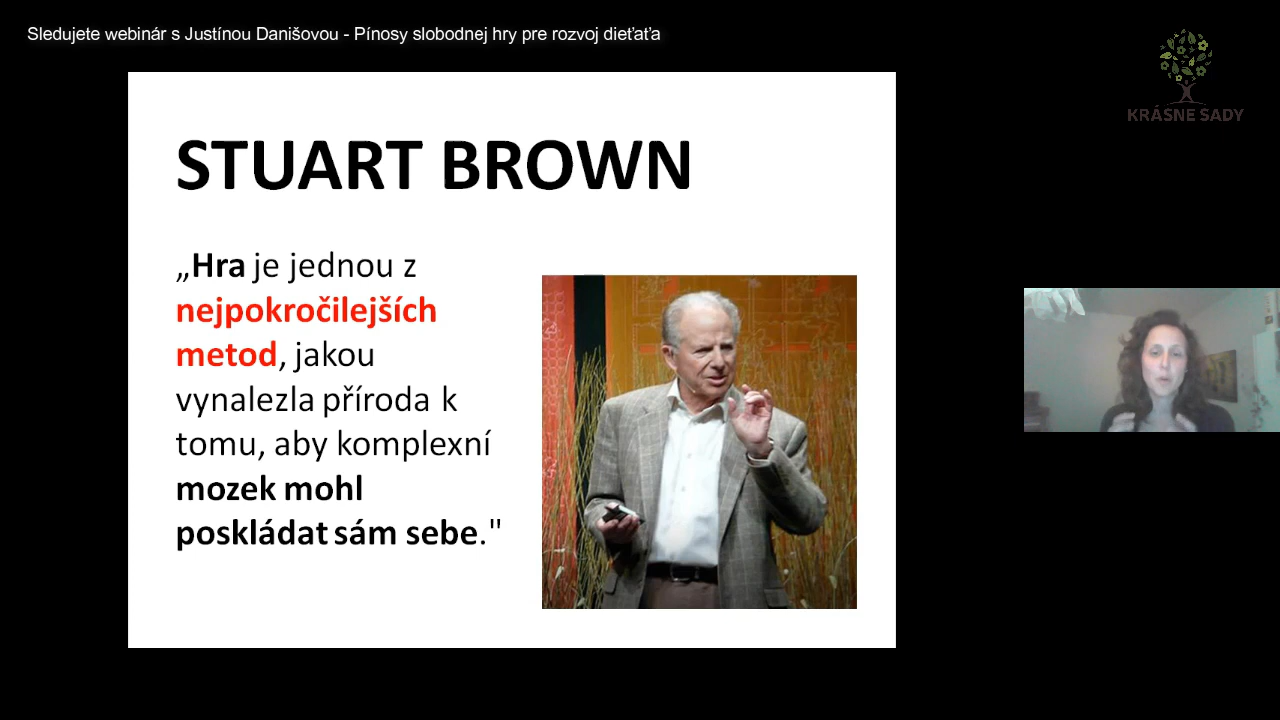 Sledujete webinár s Justínou Danišovou - Pínosy slobodnej hry pre rozvoj dieťaťa
KRÁSNE SADY
STUART BROWN
„Hra je jednou z
nejpokročilejších
metod, jakou
vynalezla příroda k
tomu, aby komplexní
mozek mohl
poskládat sám sebe."